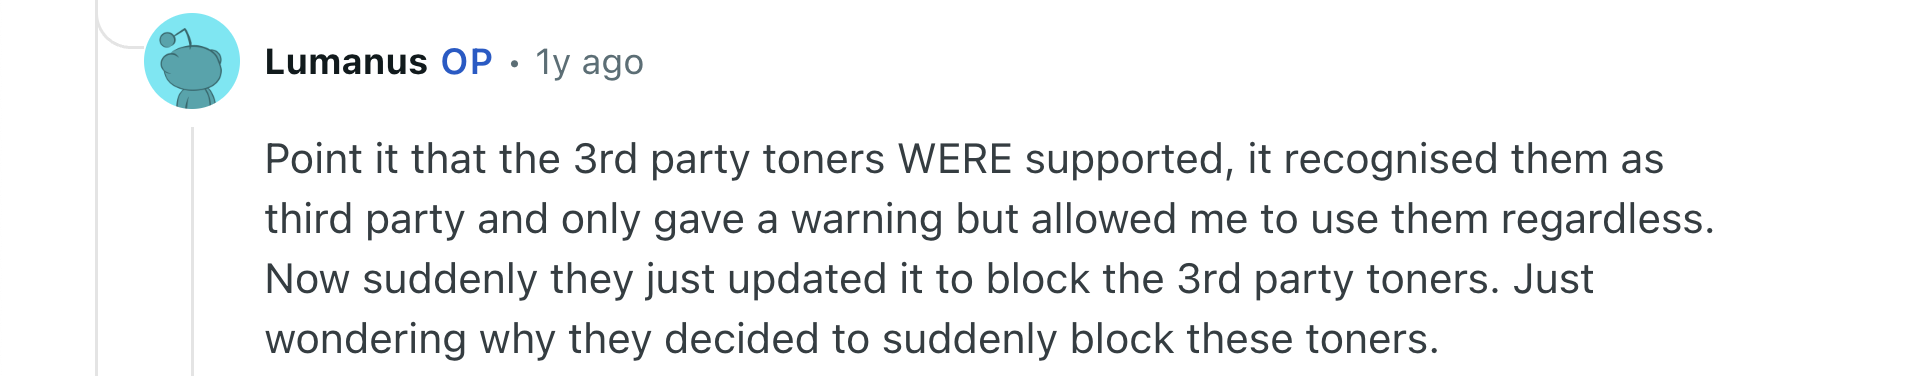 Lumanus OP • 1y ago
Point it that the 3rd party toners WERE supported, it recognised them as
third party and only gave a warning but allowed me to use them regardless.
Now suddenly they just updated it to block the 3rd party toners. Just
wondering why they decided to suddenly block these toners.